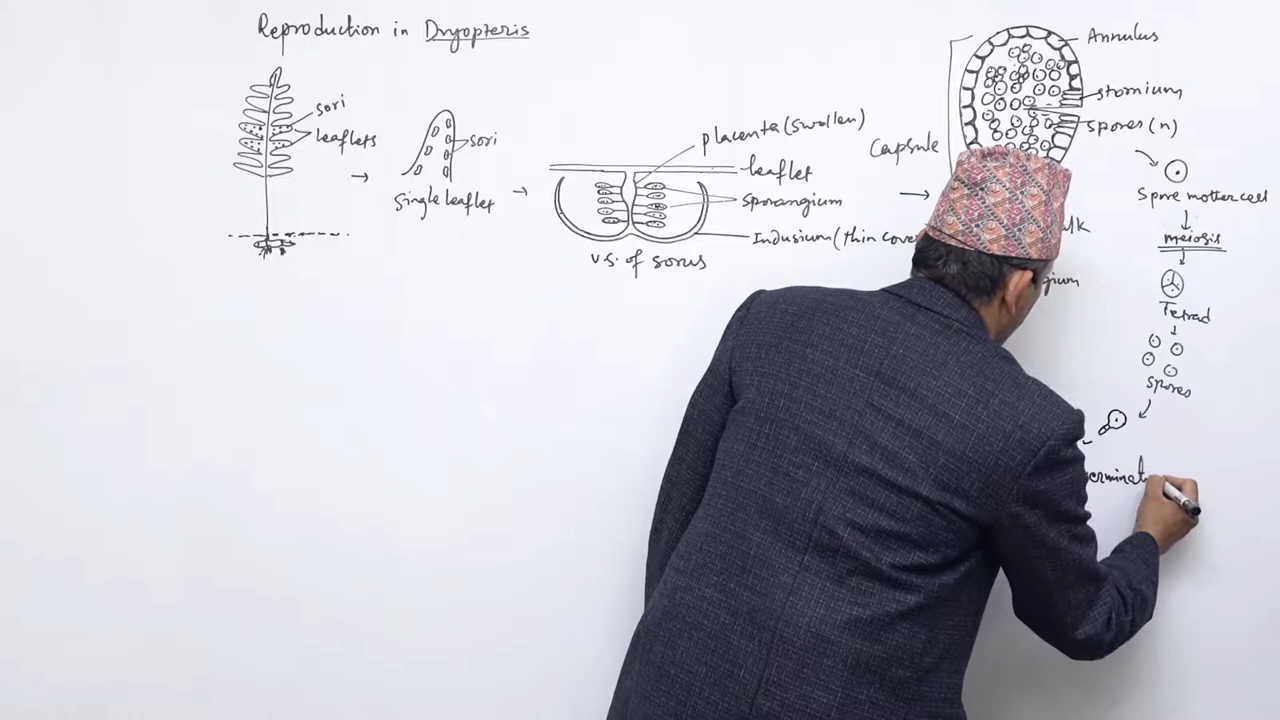 Reproduction in Dryopteris
sori
leaflets
sori
Single leaflet
placenta (swollen)
leaflet
Sporangium
Indusium (thin cove
v.s. of sorus
Capsule
Annulus
stomium
spores (n)
Spore mother cell
meiosis
Tetrad
spores